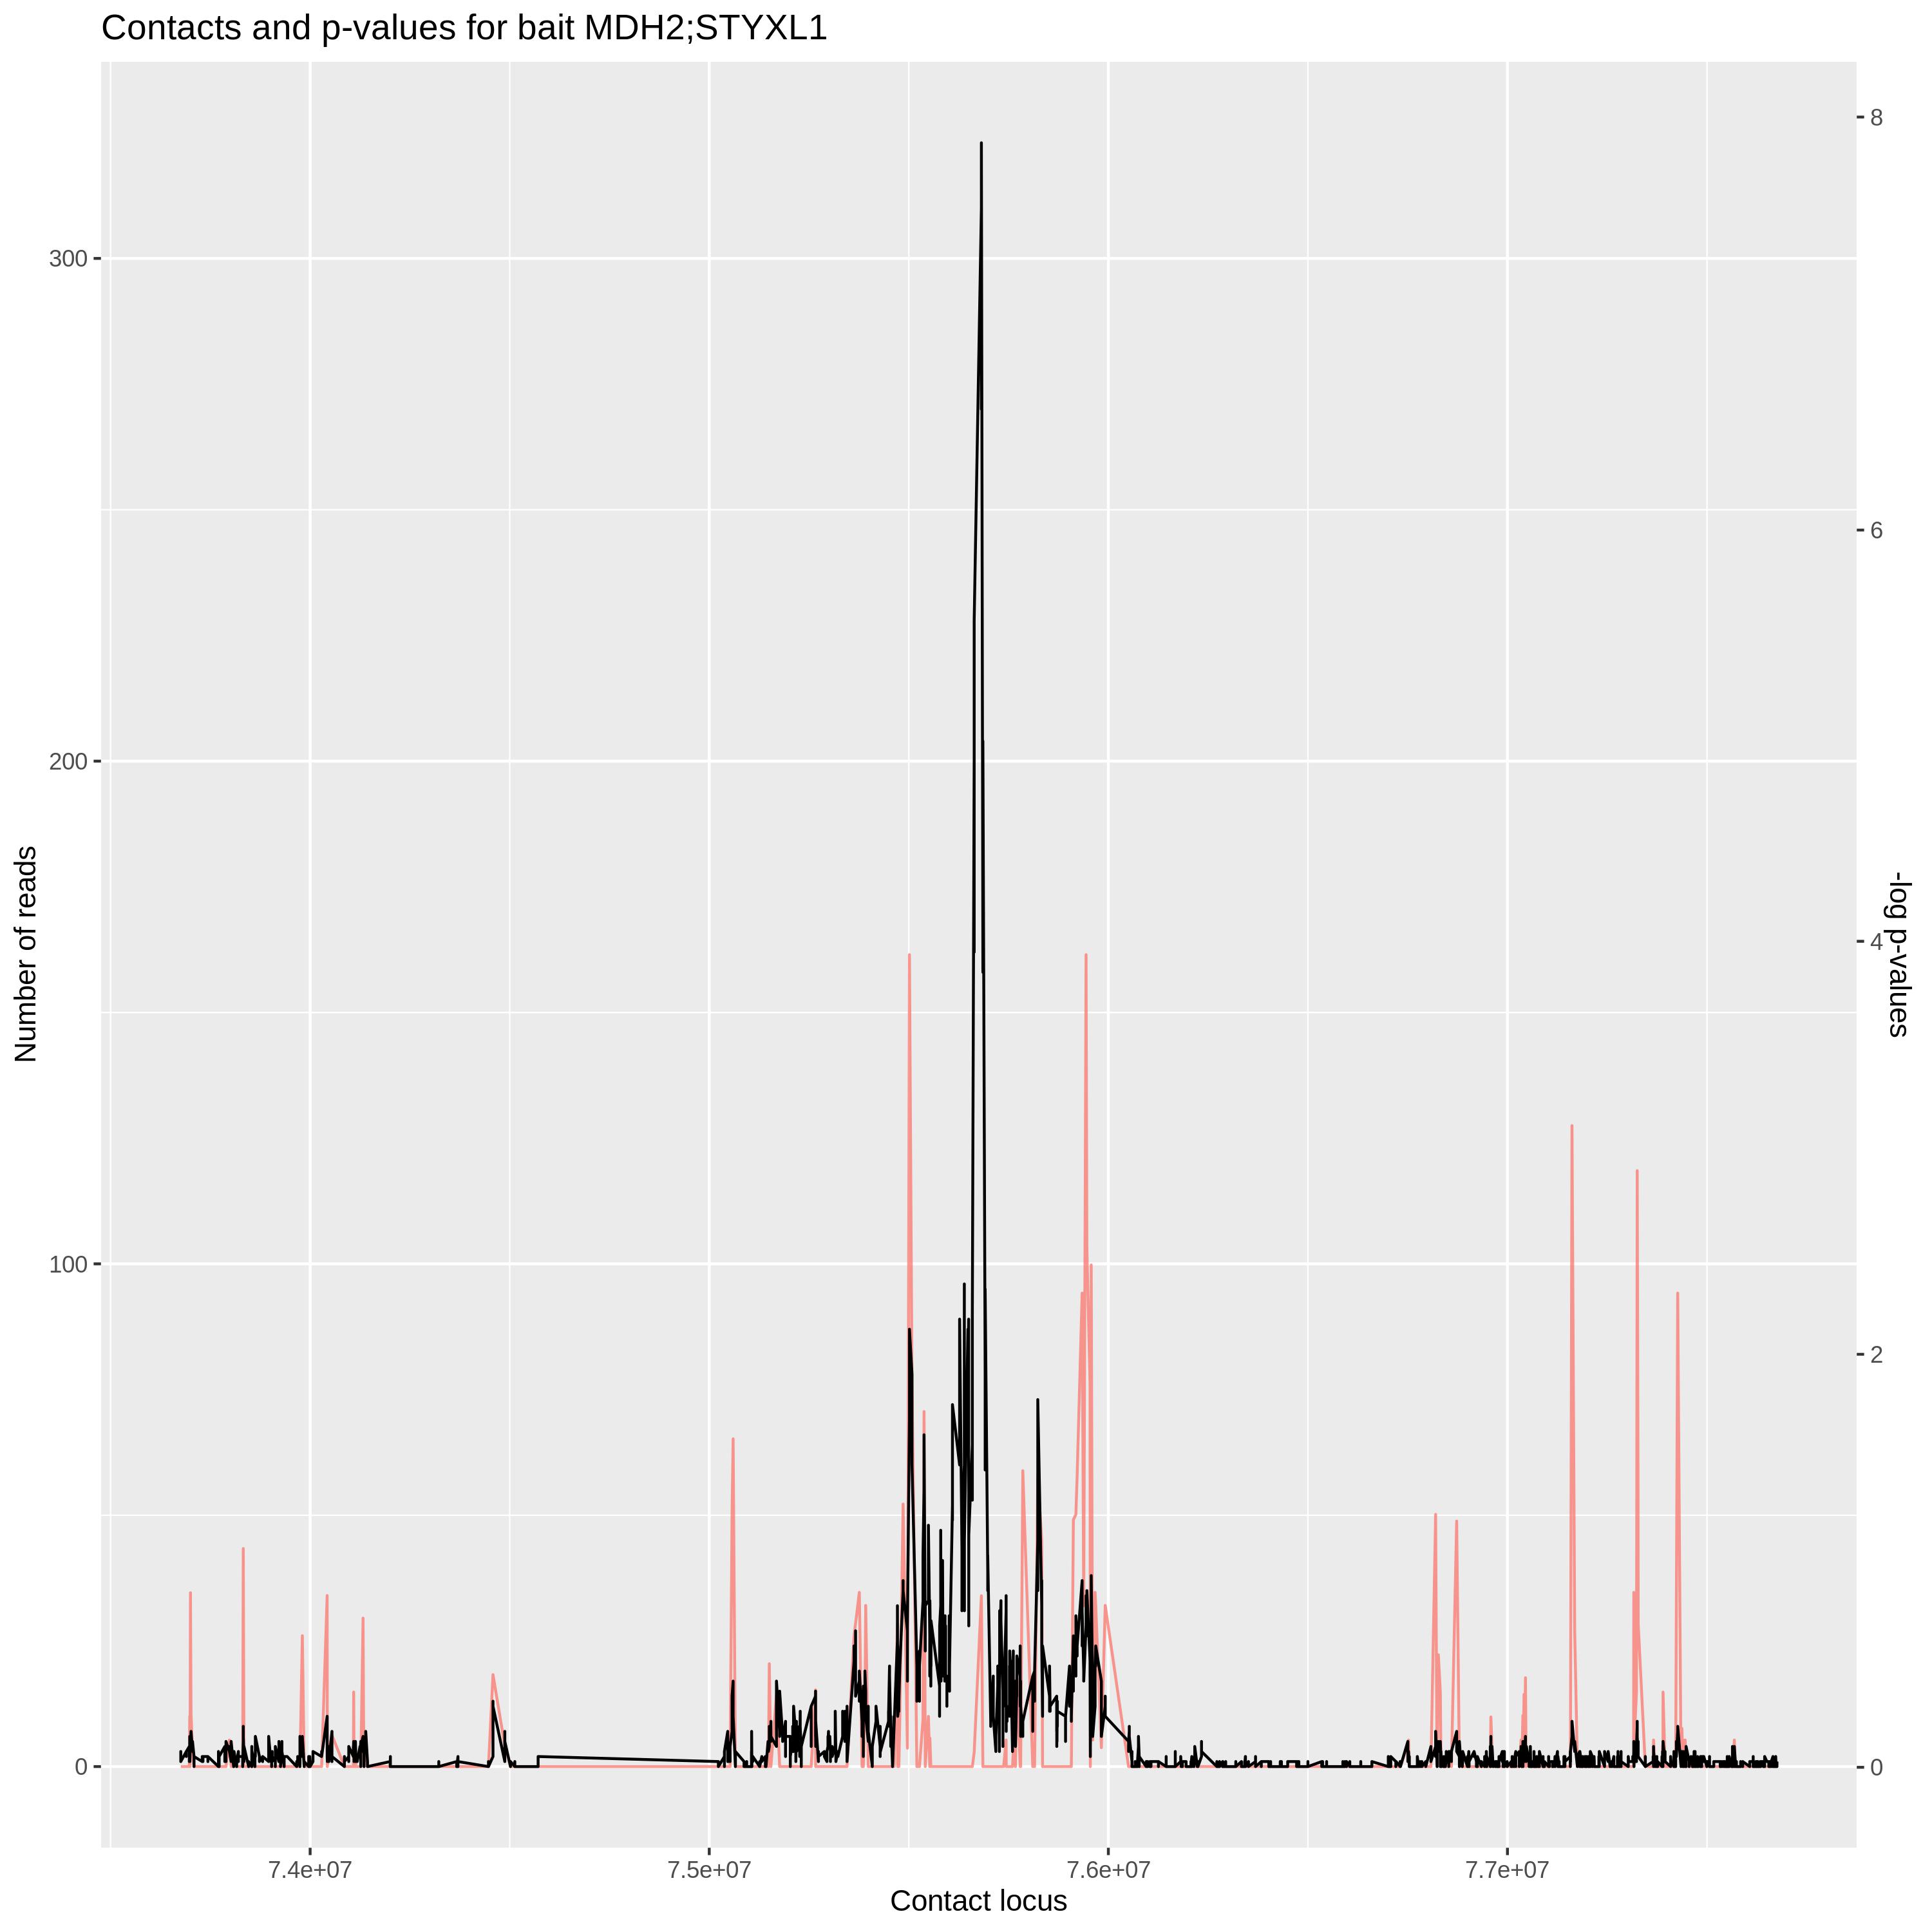 Contacts and p-values for bait MDH2;STYXL1
8
300
6
200
Number of reads
4
-log p-values
100
2
0
0
7.4e+07
7.5e+07
7.6e+07
7.7e+07
Contact locus